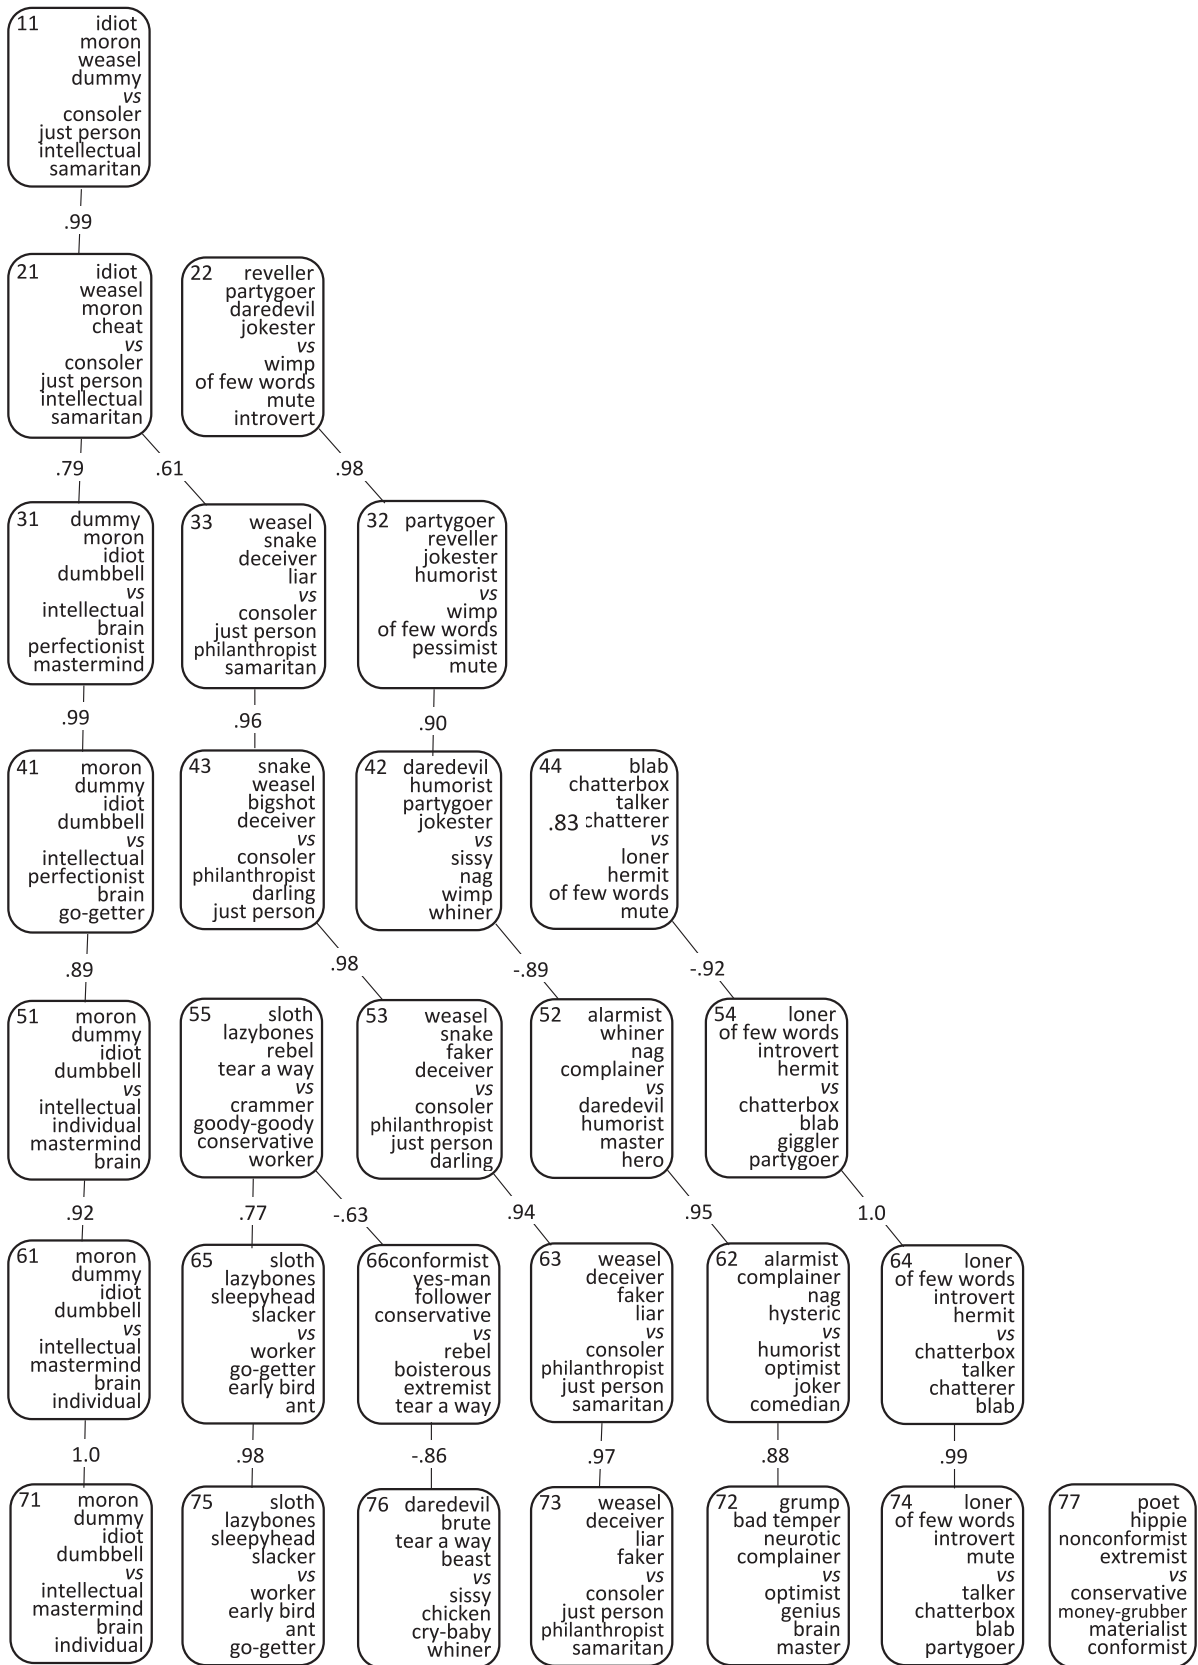 11 idiot
moron
weasel
dummy
vs
consoler
just person
intellectual
samaritan
.99
21 idiot
weasel
moron
cheat
vs
consoler
just person
intellectual
samaritan
22 reveller
partygoer
daredevil
jokester
vs
wimp
of few words
mute
introvert
.79
.61
.98
31 dummy
moron
idiot
dumbbell
vs
intellectual
brain
perfectionist
mastermind
33 weasel
snake
deceiver
liar
vs
consoler
just person
philanthropist
samaritan
32 partygoer
reveller
jokester
humorist
vs
wimp
of few words
pessimist
mute
.99
.96
.90
41 moron
dummy
idiot
dumbbell
vs
intellectual
perfectionist
brain
go-getter
43 snake
weasel
bigshot
deceiver
vs
consoler
philanthropist
darling
just person
42 daredevil
humorist
partygoer
jokester
vs
sissy
nag
wimp
whiner
44 blab
chatterbox
talker
.83 chatterer
vs
loner
hermit
of few words
mute
.89
.98
-.89
-.92
51 moron
dummy
idiot
dumbbell
vs
intellectual
individual
mastermind
brain
55 sloth
lazybones
rebel
tear a way
vs
crammer
goody-goody
conservative
worker
53 weasel
snake
faker
deceiver
vs
consoler
philanthropist
just person
darling
52 alarmist
whiner
nag
complainer
vs
daredevil
humorist
master
hero
54 loner
of few words
introvert
hermit
vs
chatterbox
blab
giggler
partygoer
.92
.77
-.63
.94
.95
1.0
61 moron
dummy
idiot
dumbbell
vs
intellectual
mastermind
brain
individual
65 sloth
lazybones
sleepyhead
slacker
vs
worker
go-getter
early bird
ant
66conformist
yes-man
follower
conservative
vs
rebel
boisterous
extremist
tear a way
63 weasel
deceiver
faker
liar
vs
consoler
philanthropist
just person
samaritan
62 alarmist
complainer
nag
hysteric
vs
humorist
optimist
joker
comedian
64 loner
of few words
introvert
hermit
vs
chatterbox
talker
chatterer
blab
1.0
.98
-.86
.97
.88
.99
71 moron
dummy
idiot
dumbbell
vs
intellectual
mastermind
brain
individual
75 sloth
lazybones
sleepyhead
slacker
vs
worker
early bird
ant
go-getter
76 daredevil
brute
tear a way
beast
vs
sissy
chicken
cry-baby
whiner
73 weasel
deceiver
liar
faker
vs
consoler
just person
philanthropist
samaritan
72 grump
bad temper
neurotic
complainer
vs
optimist
genius
brain
master
74 loner
of few words
introvert
mute
vs
talker
chatterbox
blab
partygoer
77 poet
hippie
nonconformist
extremist
vs
conservative
money-grubber
materialist
conformist